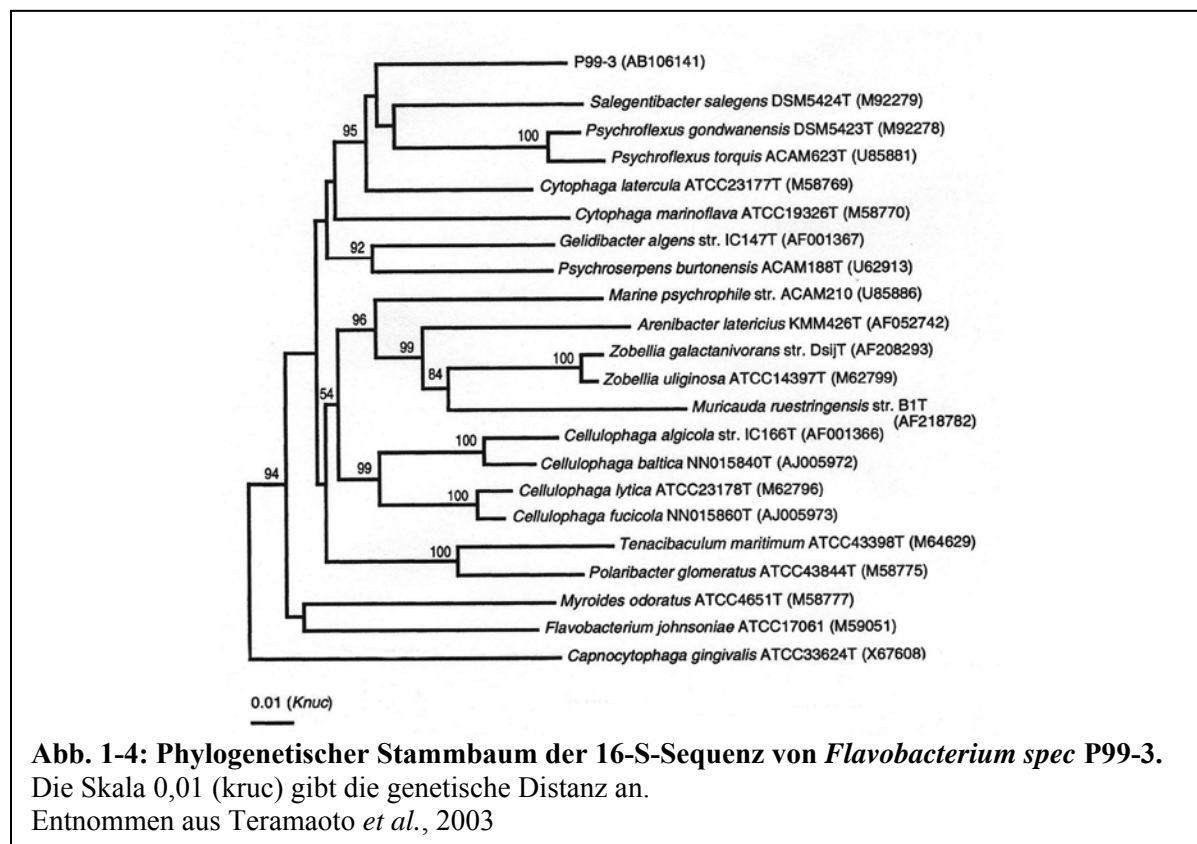 P99-3 (AB106141)
Salegentibacter salegens DSM5424T (M92279)
95
100
Psychroflexus gondwanensis DSM5423T (M92278)
Psychroflexus torquis ACAM623T (U85881)
Cytophaga latercula ATCC23177T (M58769)
Cytophaga marinoflava ATCC19326T (M58770)
92
Gelidibacter algens str. IC147T (AF001367)
Psychroserpens burtonensis ACAM188T (U62913)
Marine psychrophile str. ACAM210 (U85886)
96
Arenibacter latericius KMM426T (AF052742)
99
100
Zobellia galactanivorans str. DsijT (AF208293)
84
Zobellia uliginosa ATCC14397T (M62799)
54
Muricauda ruestringensis str. B1T
(AF218782)
100
Cellulophaga algicola str. IC166T (AF001366)
94
99
Cellulophaga baltica NN015840T (AJ005972)
100
Cellulophaga lytica ATCC23178T (M62796)
Cellulophaga fucicola NN015860T (AJ005973)
100
Tenacibaculum maritimum ATCC43398T (M64629)
Polaribacter glomeratus ATCC43844T (M58775)
Myroides odoratus ATCC4651T (M58777)
Flavobacterium johnsoniae ATCC17061 (M59051)
Capnocytophaga gingivalis ATCC33624T (X67608)
0.01 (Knuc)
Abb. 1-4: Phylogenetischer Stammbaum der 16-S-Sequenz von Flavobacterium spec P99-3.
Die Skala 0,01 (kruc) gibt die genetische Distanz an.
Entnommen aus Teramaoto et al., 2003